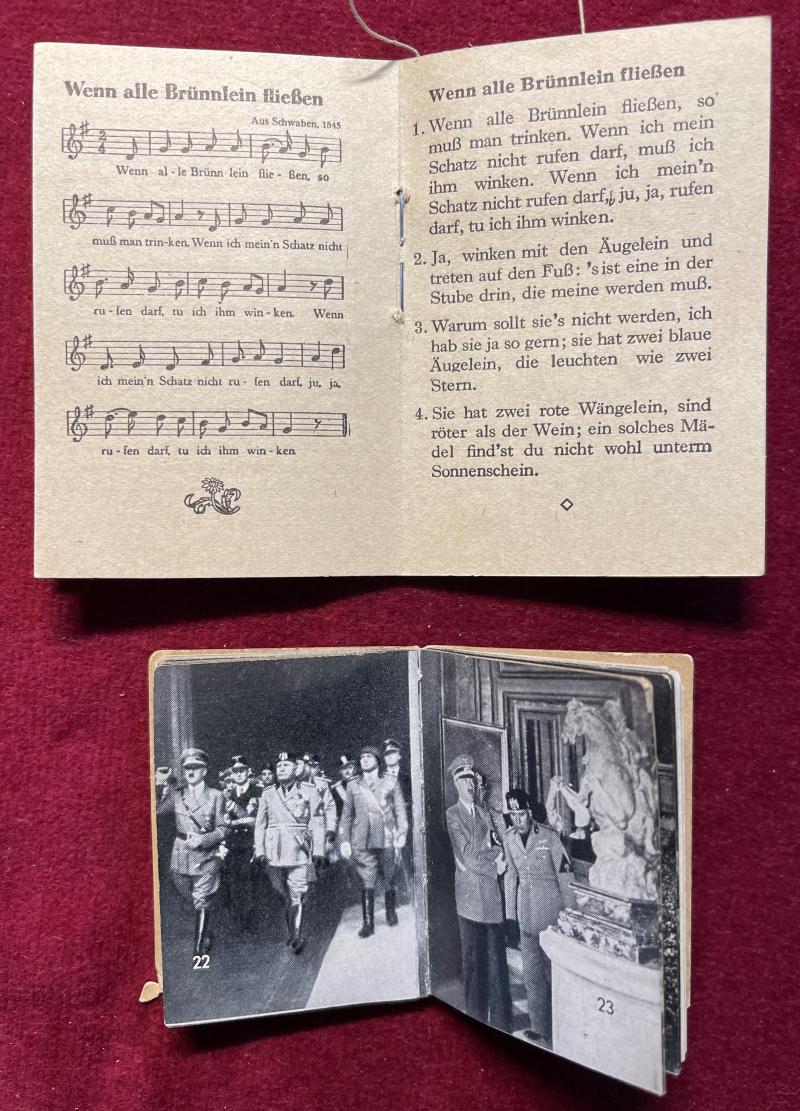 Wenn alle Brünnlein fließen
Aus Schwaben, 1845
Wenn al - le Brünn lein flie - ßen, so
muß man trin-ken. Wenn ich mein'n Schatz nicht
ru - fen darf, tu ich ihm win - ken. Wenn
ich mein'n Schatz nicht ru - fen darf, ju, ja,
ru - fen darf, tu ich ihm win - ken
Wenn alle Brünnlein fließen
1. Wenn alle Brünnlein fließen, so
muß man trinken. Wenn ich mein
Schatz nicht rufen darf, muß ich
ihm winken. Wenn ich mein'n
Schatz nicht rufen darf, ju, ja, rufen
darf, tu ich ihm winken.
2. Ja, winken mit den Äugelein und
treten auf den Fuß: 's ist eine in der
Stube drin, die meine werden muß.
3. Warum sollt sie's nicht werden, ich
hab sie ja so gern; sie hat zwei blaue
Äugelein, die leuchten wie zwei
Stern.
4. Sie hat zwei rote Wängelein, sind
röter als der Wein; ein solches Mä-
del find'st du nicht wohl unterm
Sonnenschein.
22
23